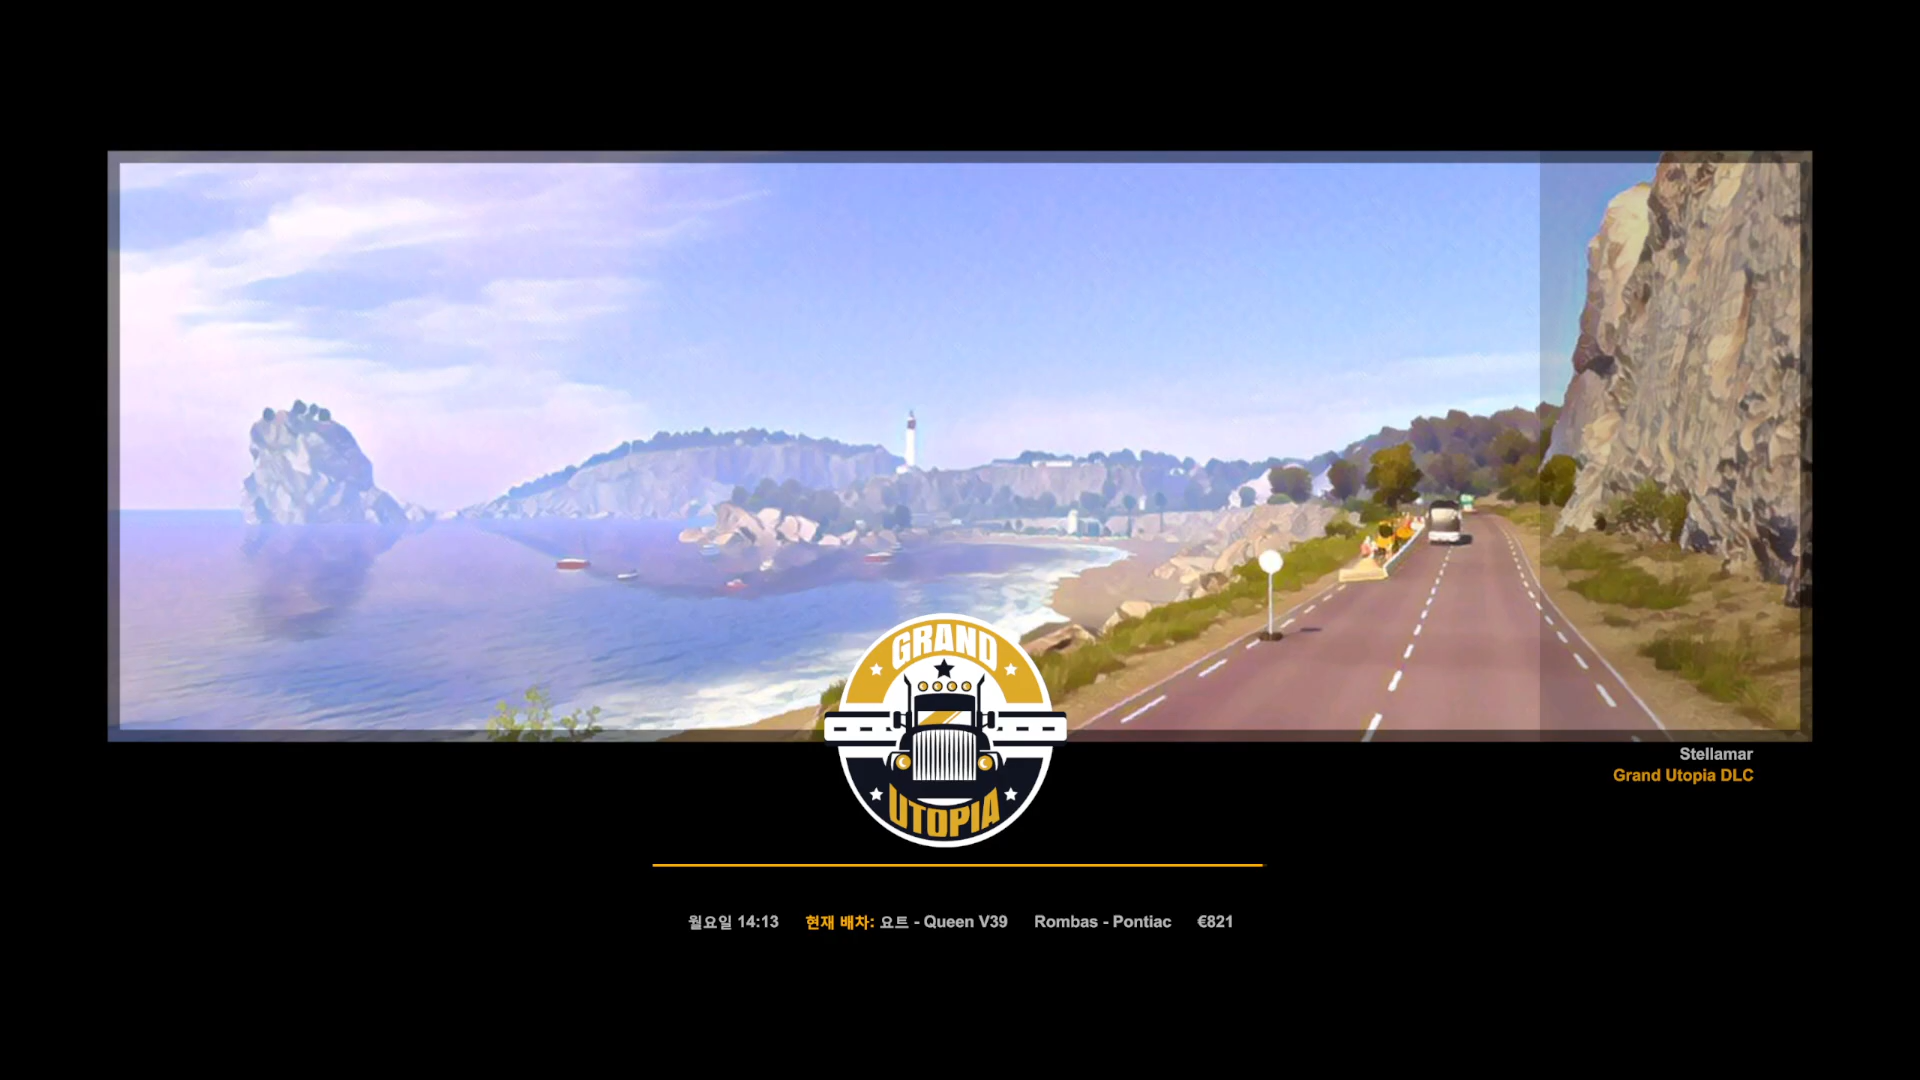 GRAND
UTOPIA
Stellamar
Grand Utopia DLC
월요일 14:13 현재 배차: 요트 - Queen V39 Rombas - Pontiac €821